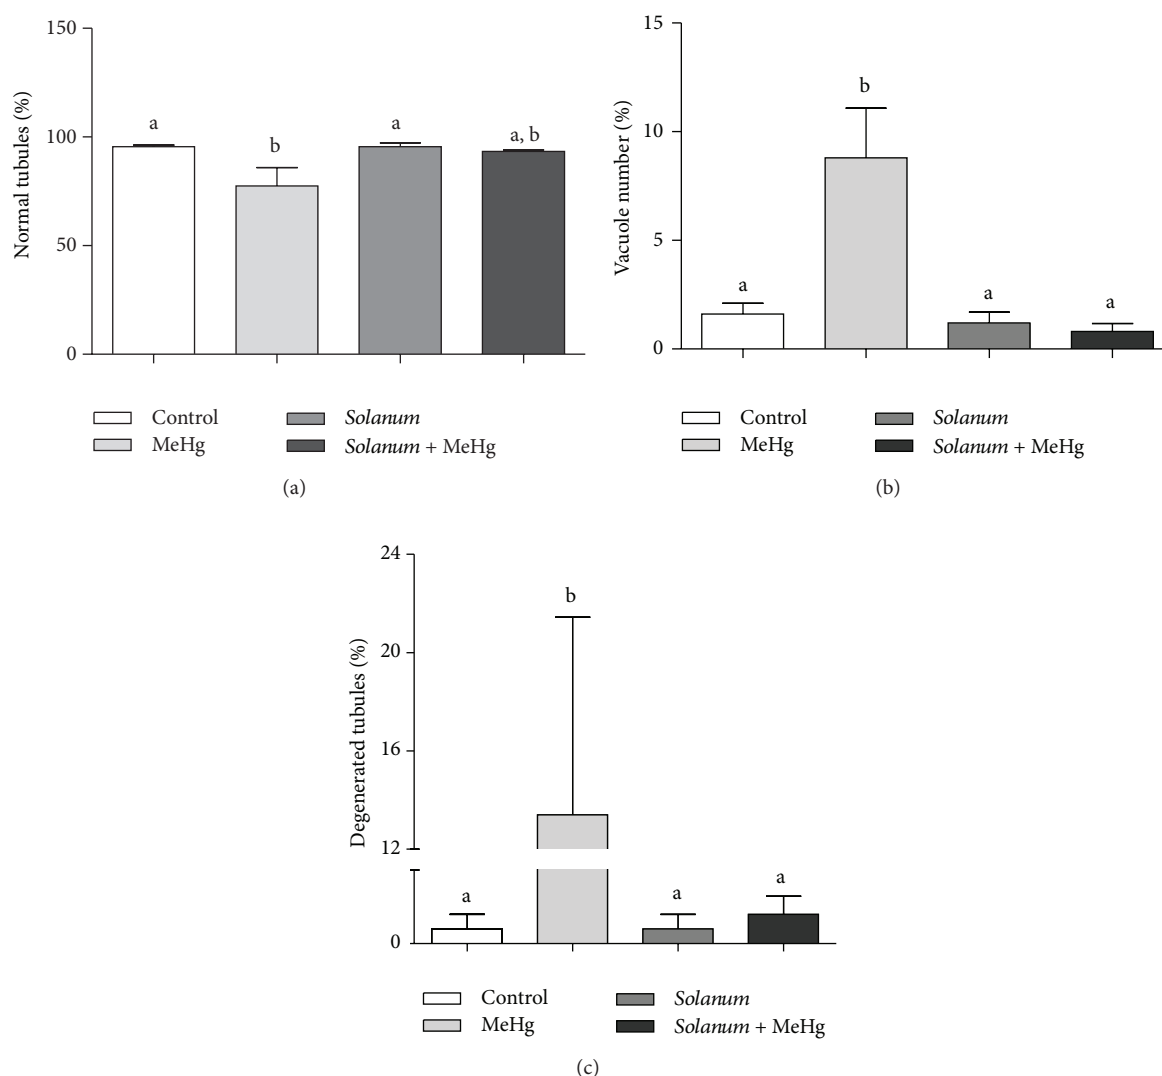 150
100
50
0
Normal tubules (%)
a
b
a
a, b
Control
MeHg
Solanum
Solanum + MeHg
(a)
15
10
5
0
Vacuole number (%)
a
b
a
a
Control
MeHg
Solanum
Solanum + MeHg
(b)
24
20
16
12
0
Degenerated tubules (%)
a
b
a
a
Control
MeHg
Solanum
Solanum + MeHg
(c)